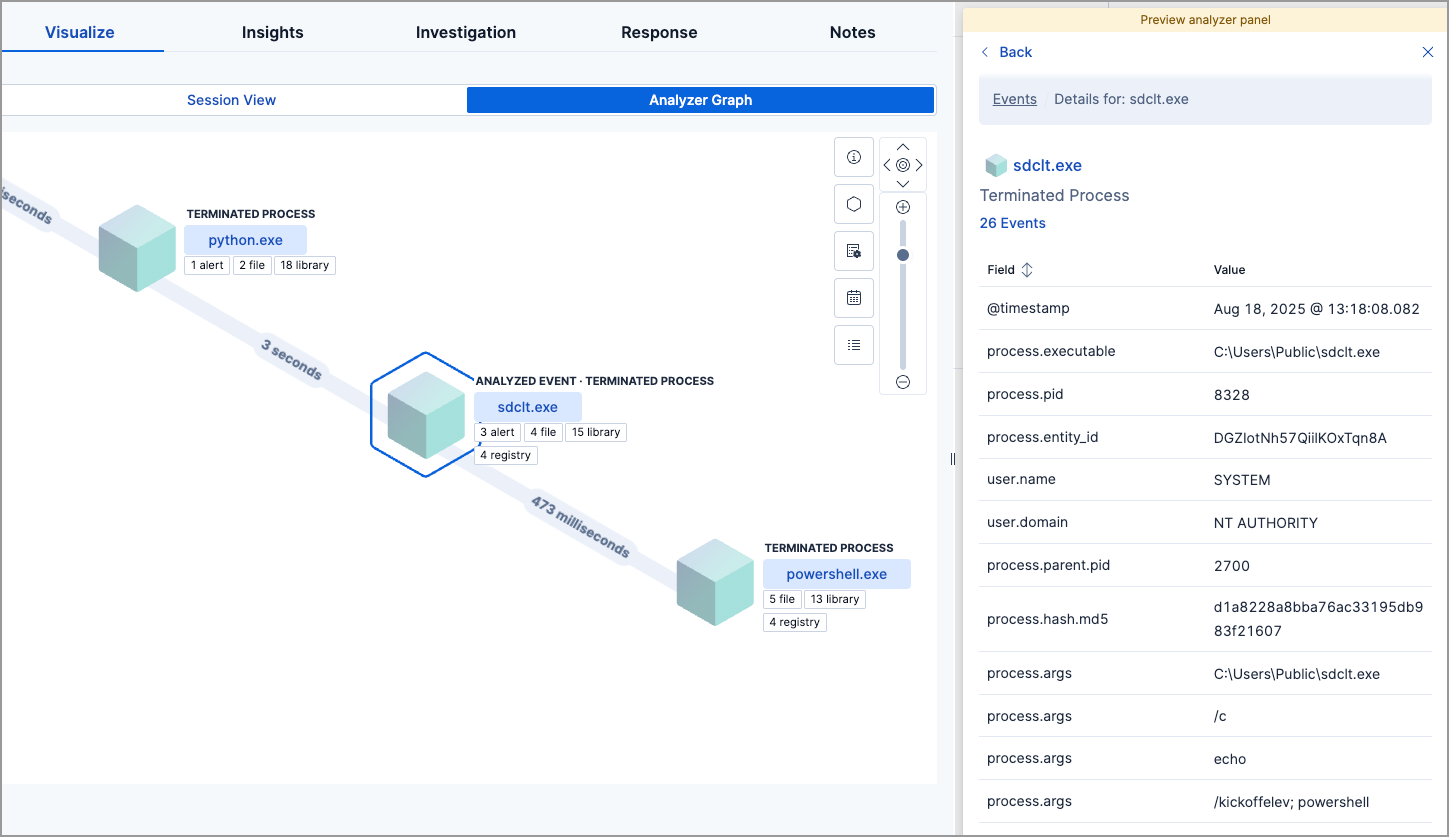 Visualize
Insights
Investigation
Response
Notes
Session View
Analyzer Graph
seconds
TERMINATED PROCESS
python.exe
1 alert 2 file 18 library
3 seconds
ANALYZED EVENT · TERMINATED PROCESS
sdclt.exe
3 alert 4 file 15 library
4 registry
473 milliseconds
TERMINATED PROCESS
powershell.exe
5 file 13 library
4 registry
Preview analyzer panel
Back
Events Details for: sdclt.exe
sdclt.exe
Terminated Process
26 Events
Field Value
@timestamp Aug 18, 2025 @ 13:18:08.082
process.executable C:\Users\Public\sdclt.exe
process.pid 8328
process.entity_id DGZlotNh57QiilKOxTqn8A
user.name SYSTEM
user.domain NT AUTHORITY
process.parent.pid 2700
process.hash.md5 d1a8228a8bba76ac33195db9
83f21607
process.args C:\Users\Public\sdclt.exe
process.args /c
process.args echo
process.args /kickoffelev; powershell